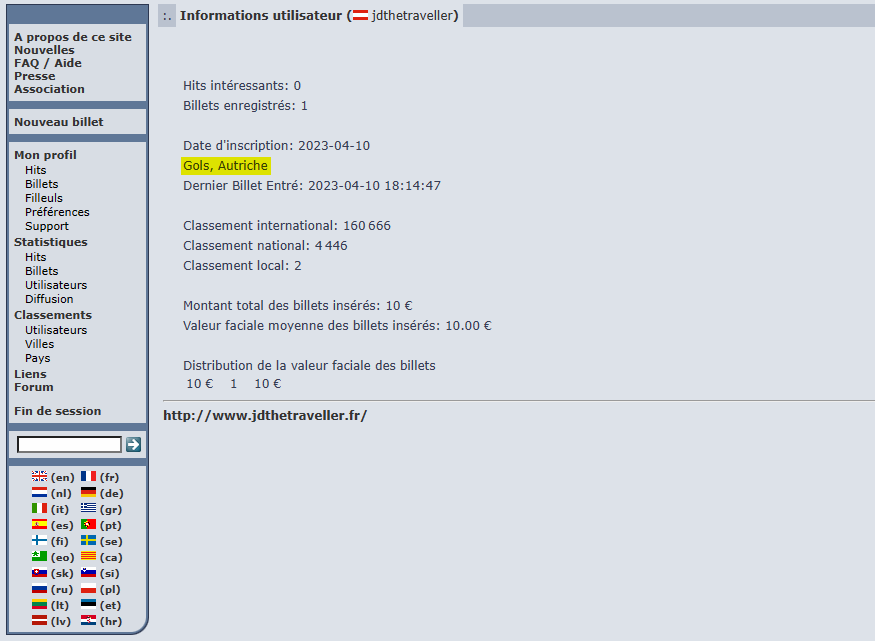 A propos de ce site
Nouvelles
FAQ / Aide
Presse
Association
Nouveau billet
Mon profil
Hits
Billets
Filleuls
Préférences
Support
Statistiques
Hits
Billets
Utilisateurs
Diffusion
Classements
Utilisateurs
Villes
Pays
Liens
Forum
Fin de session
(en) (fr)
(nl) (de)
(it) (gr)
(es) (pt)
(fi) (se)
(eo) (ca)
(sk) (si)
(ru) (pl)
(lt) (et)
(lv) (hr)
:. Informations utilisateur ( jdthetraveller)
Hits intéressants: 0
Billets enregistrés: 1
Date d'inscription: 2023-04-10
Gols, Autriche
Dernier Billet Entré: 2023-04-10 18:14:47
Classement international: 160 666
Classement national: 4 446
Classement local: 2
Montant total des billets insérés: 10 €
Valeur faciale moyenne des billets insérés: 10.00 €
Distribution de la valeur faciale des billets
10 € 1 10 €
http://www.jdthetraveller.fr/